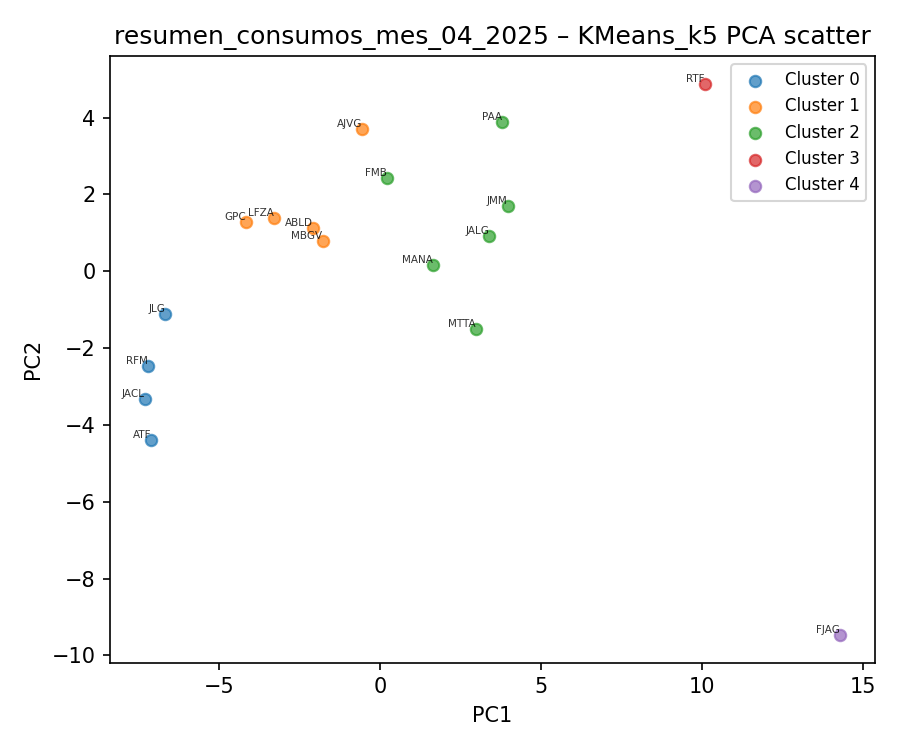 resumen_consumos_mes_04_2025 – KMeans_k5 PCA scatter
Cluster 0
Cluster 1
Cluster 2
Cluster 3
Cluster 4
RTF
PAA
AJVG
FMB
JMM
GPC
LFZA
ABLD
MBGV
JALG
MANA
MTTA
JLG
RFM
JACL
ATF
FJAG
4
2
0
−2
−4
−6
−8
−10
PC2
−5 0 5 10 15
PC1